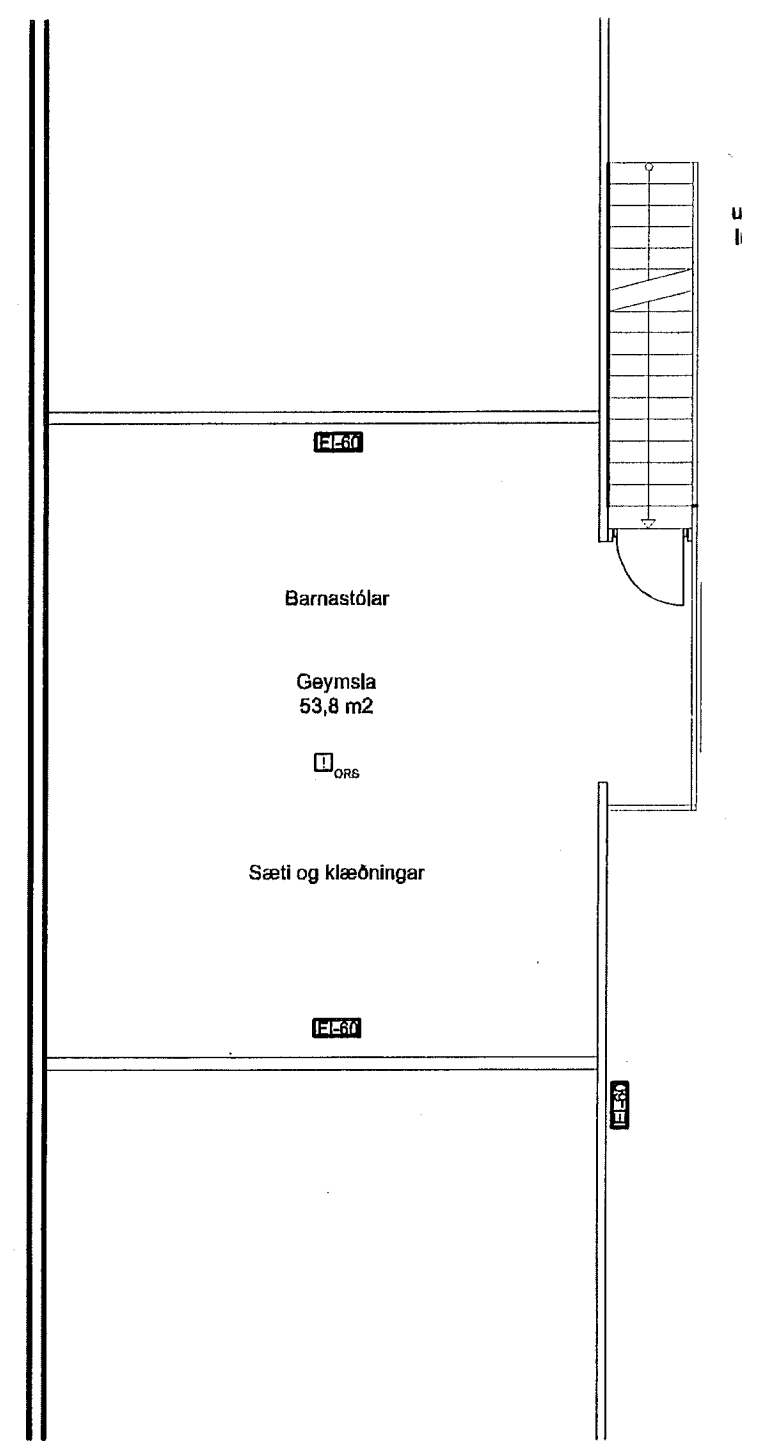 EI-60
Barnastólar
Geymsla
53,8 m2
!
ORS
Sæti og klæðningar
EI-60
EI-60